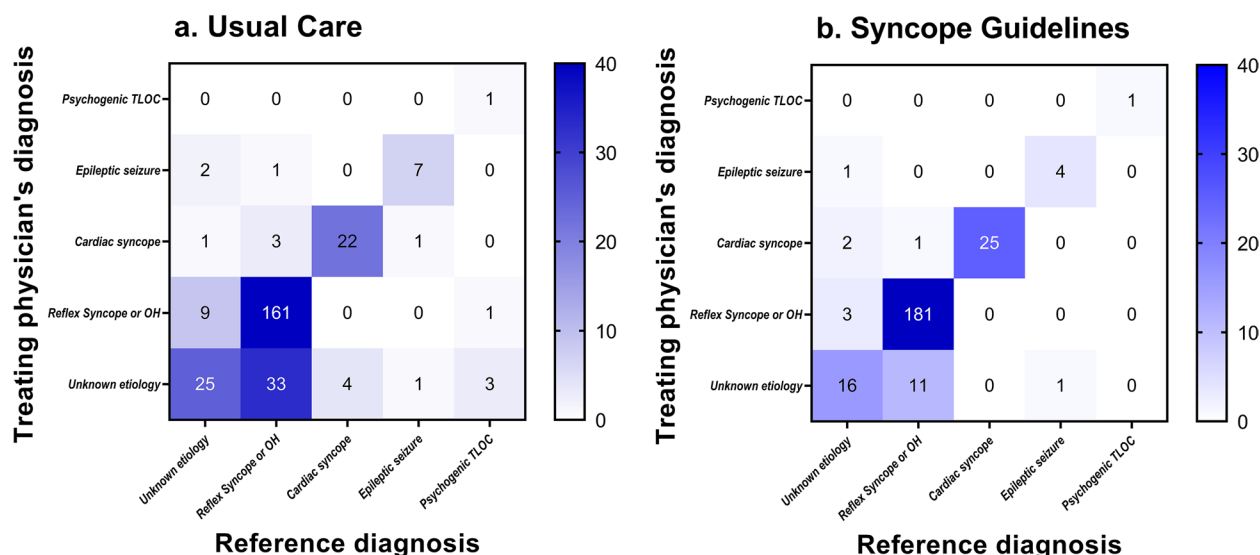 a. Usual Care
Treating physician's diagnosis
Psychogenic TLOC 0 0 0 0 1
Epileptic seizure 2 1 0 7 0
Cardiac syncope 1 3 22 1 0
Reflex Syncope or OH 9 161 0 0 1
Unknown etiology 25 33 4 1 3
Unknown etiology
Reflex Syncope or OH
Cardiac syncope
Epileptic seizure
Psychogenic TLOC
Reference diagnosis
40
30
20
10
0
b. Syncope Guidelines
Treating physician's diagnosis
Psychogenic TLOC 0 0 0 0 1
Epileptic seizure 1 0 0 4 0
Cardiac syncope 2 1 25 0 0
Reflex Syncope or OH 3 181 0 0 0
Unknown etiology 16 11 0 1 0
Unknown etiology
Reflex Syncope or OH
Cardiac syncope
Epileptic seizure
Psychogenic TLOC
Reference diagnosis
40
30
20
10
0